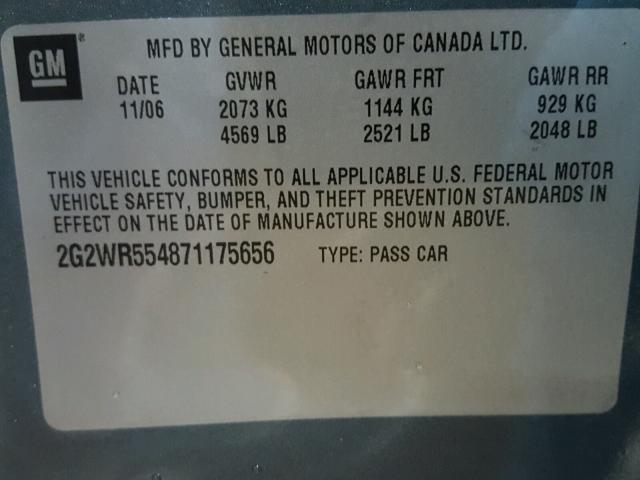 GM ® MFD BY GENERAL MOTORS OF CANADA LTD.
DATE GVWR GAWR FRT GAWR RR
11/06 2073 KG 1144 KG 929 KG
4569 LB 2521 LB 2048 LB
THIS VEHICLE CONFORMS TO ALL APPLICABLE U.S. FEDERAL MOTOR
VEHICLE SAFETY, BUMPER, AND THEFT PREVENTION STANDARDS IN
EFFECT ON THE DATE OF MANUFACTURE SHOWN ABOVE.
2G2WR554871175656 TYPE: PASS CAR